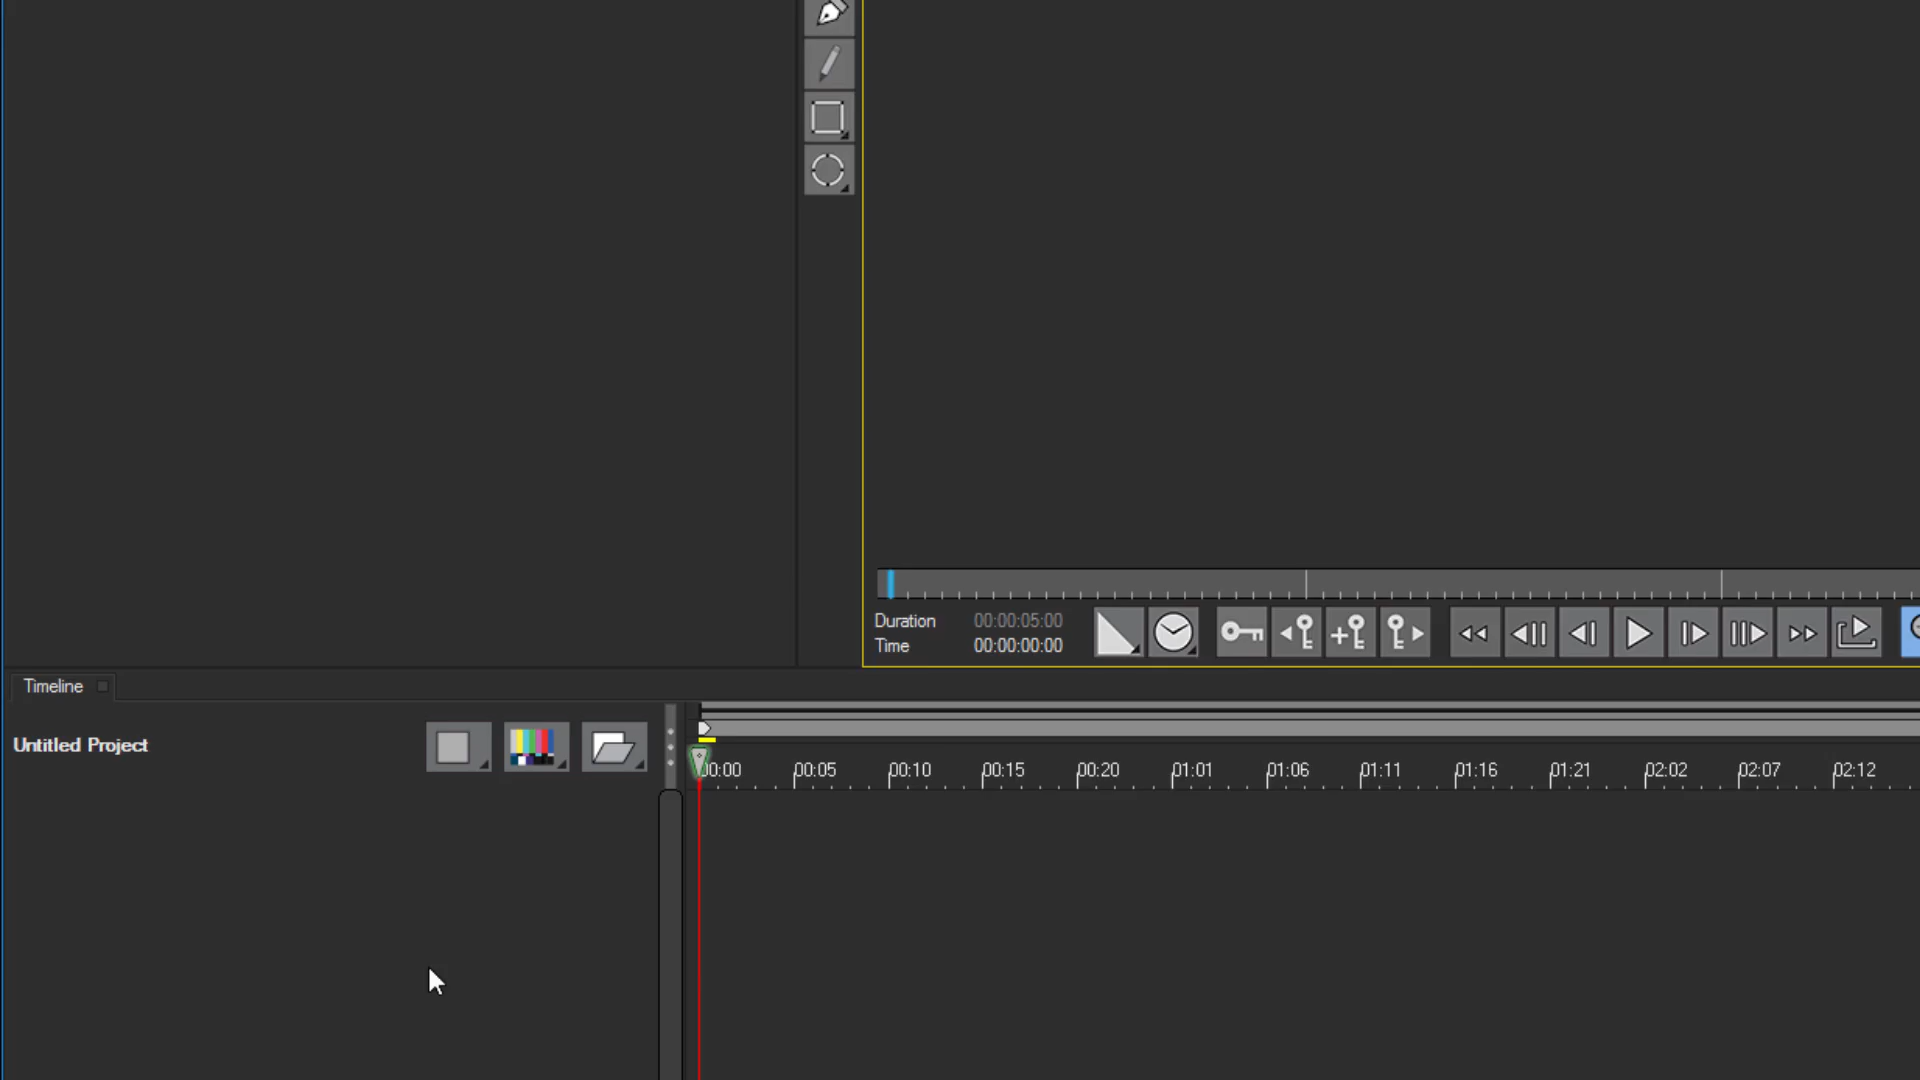 Duration 00:00:05:00
Time 00:00:00:00
Timeline
Untitled Project
00:00 00:05 00:10 00:15 00:20 01:01 01:06 01:11 01:16 01:21 02:02 02:07 02:12